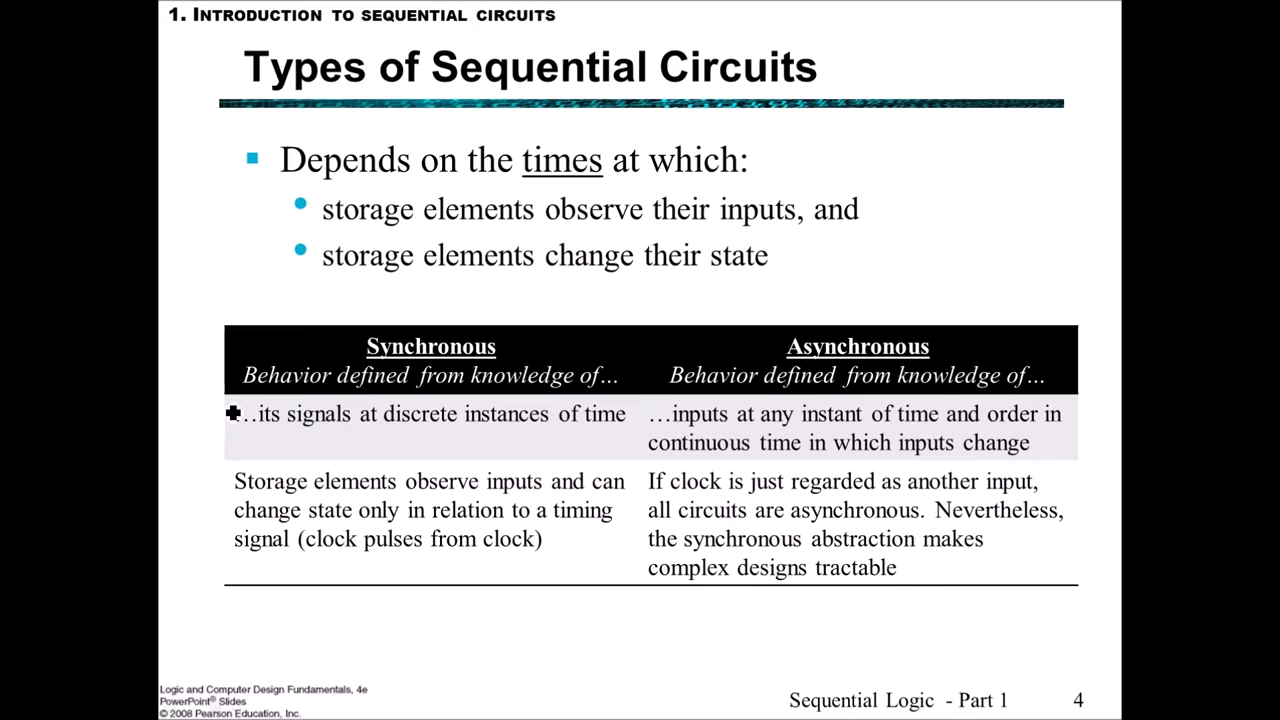 1. INTRODUCTION TO SEQUENTIAL CIRCUITS
Types of Sequential Circuits
Depends on the times at which:
storage elements observe their inputs, and
storage elements change their state
Synchronous
Behavior defined from knowledge of…
Asynchronous
Behavior defined from knowledge of…
…its signals at discrete instances of time
…inputs at any instant of time and order in
continuous time in which inputs change
Storage elements observe inputs and can
change state only in relation to a timing
signal (clock pulses from clock)
If clock is just regarded as another input,
all circuits are asynchronous. Nevertheless,
the synchronous abstraction makes
complex designs tractable
Logic and Computer Design Fundamentals, 4e
PowerPoint® Slides
© 2008 Pearson Education, Inc.
Sequential Logic - Part 1 4